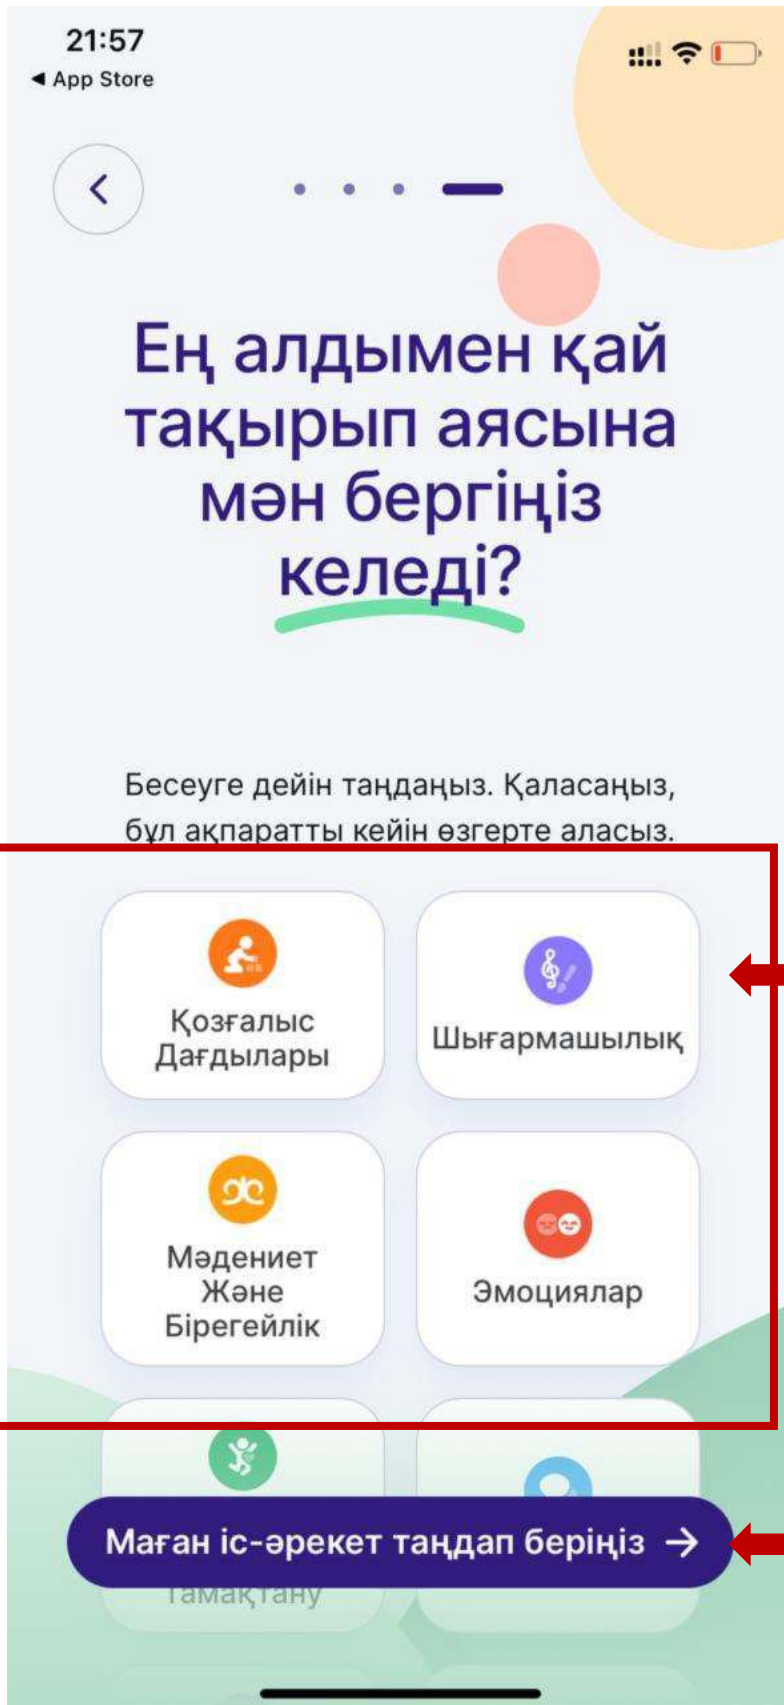 21:57
◀ App Store
Ең алдымен қай
тақырып аясына
мән бергіңіз
келеді?
Бесеуге дейін таңдаңыз. Қаласаңыз,
бұл ақпаратты кейін өзгерте аласыз.
Қозғалыс
Дағдылары
Шығармашылық
Мәдениет
Және
Бірегейлік
Эмоциялар
Маған іс-әрекет таңдап беріңіз →
Тамақтану